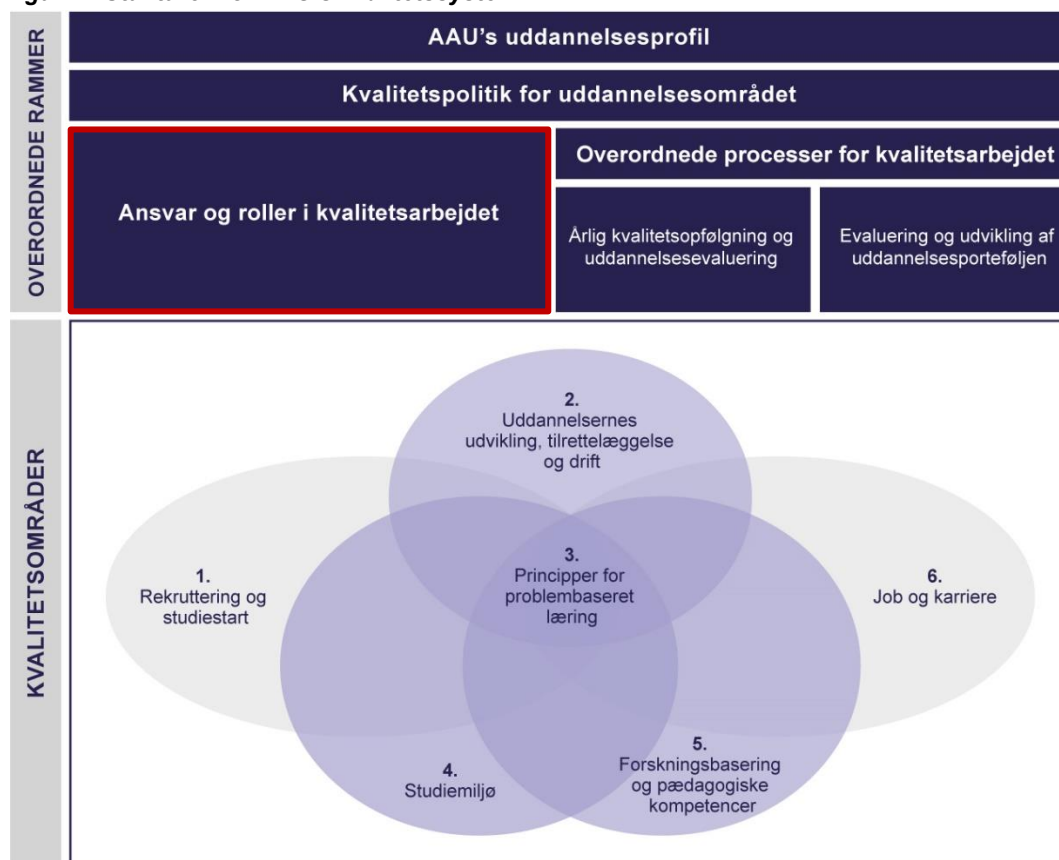 OVERORDNEDE RAMMER
AAU's uddannelsesprofil
Kvalitetspolitik for uddannelsesområdet
Ansvar og roller i kvalitetsarbejdet
Overordnede processer for kvalitetsarbejdet
Årlig kvalitetsopfølgning og
uddannelsesevaluering
Evaluering og udvikling af
uddannelsesporteføljen
KVALITETSOMRÅDER
1.
Rekruttering og
studiestart
2.
Uddannelsernes
udvikling, tilrettelæggelse
og drift
3.
Principper for
problembaseret
læring
4.
Studiemiljø
5.
Forskningsbasering
og pædagogiske
kompetencer
6.
Job og karriere